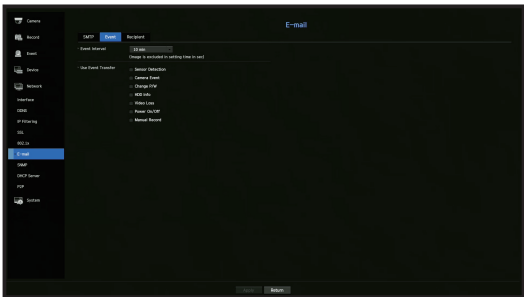 E-mail
Camera
Record
Event
Device
Network
Interface
DDNS
IP Filtering
SSL
802.1x
E-mail
SNMP
DHCP Server
P2P
System
SMTP Event Recipient
- Event Interval 10 min
(Image is excluded in setting time in sec)
- Use Event Transfer
Sensor Detection
Camera Event
Change P/W
HDD Info
Video Loss
Power On/Off
Manual Record
Apply Return